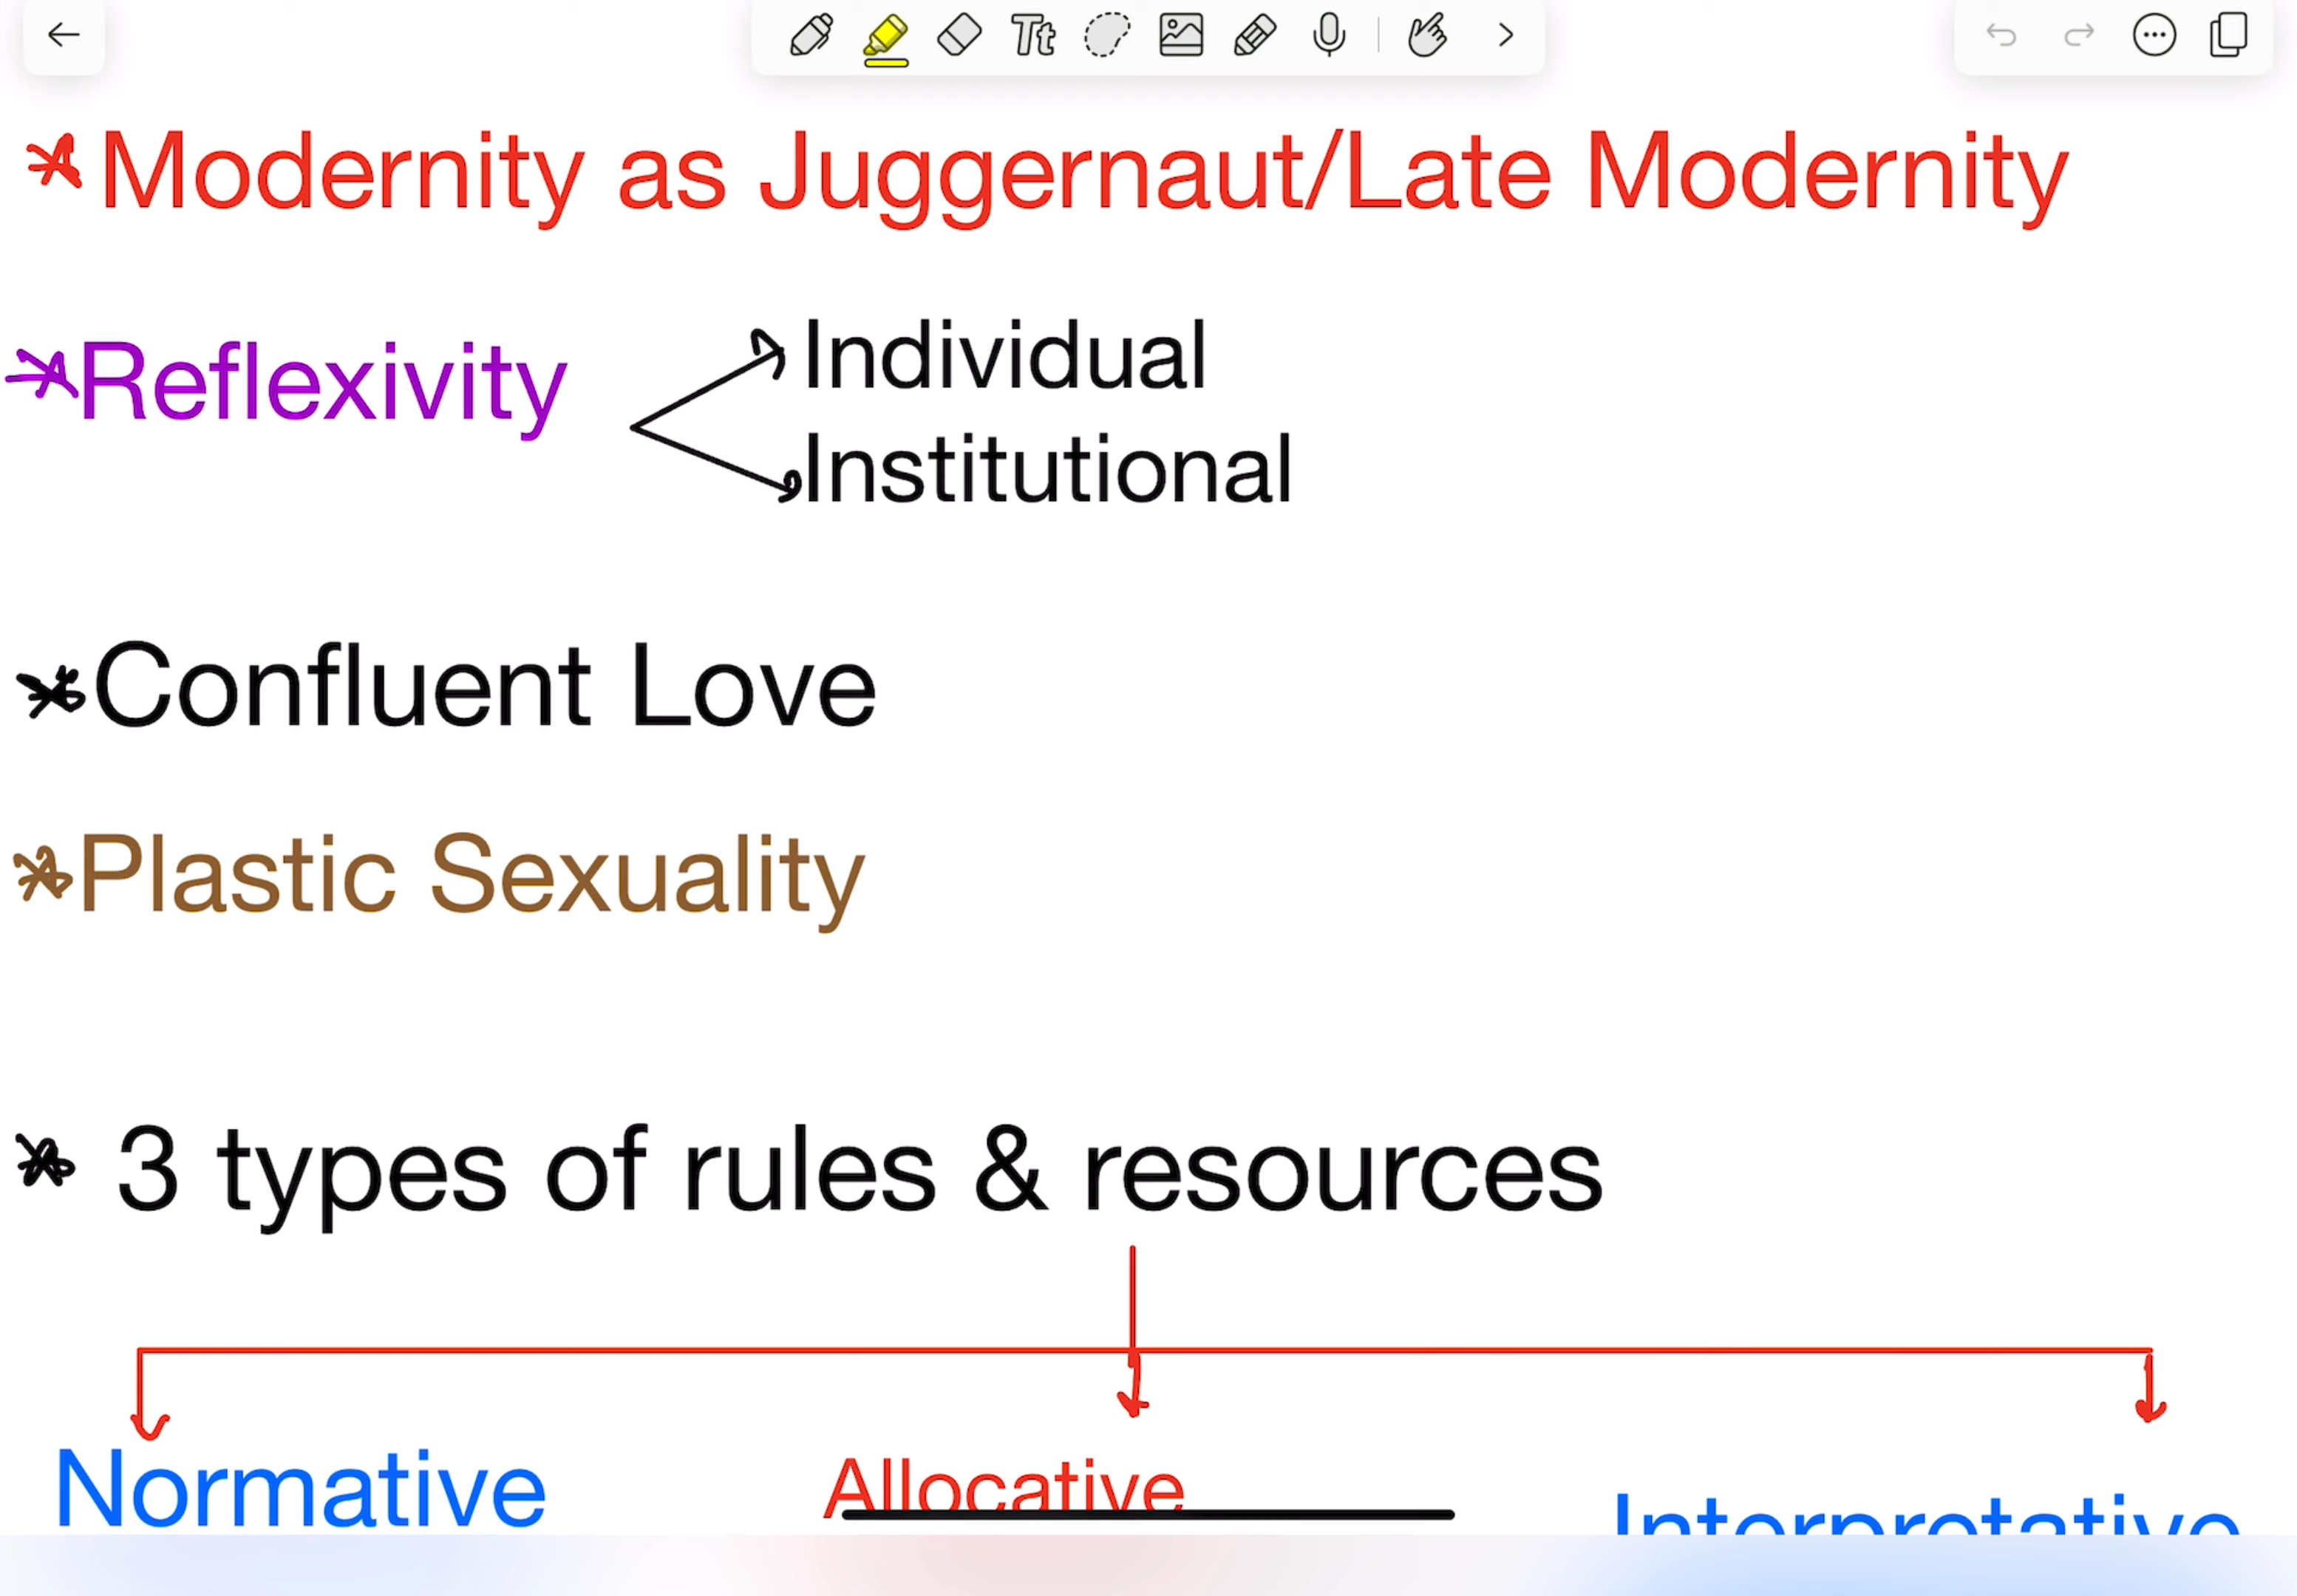 Tt
* Modernity as Juggernaut/Late Modernity
* Reflexivity
Individual
Institutional
* Confluent Love
* Plastic Sexuality
* 3 types of rules & resources
Normative
Allocative
Interpretative